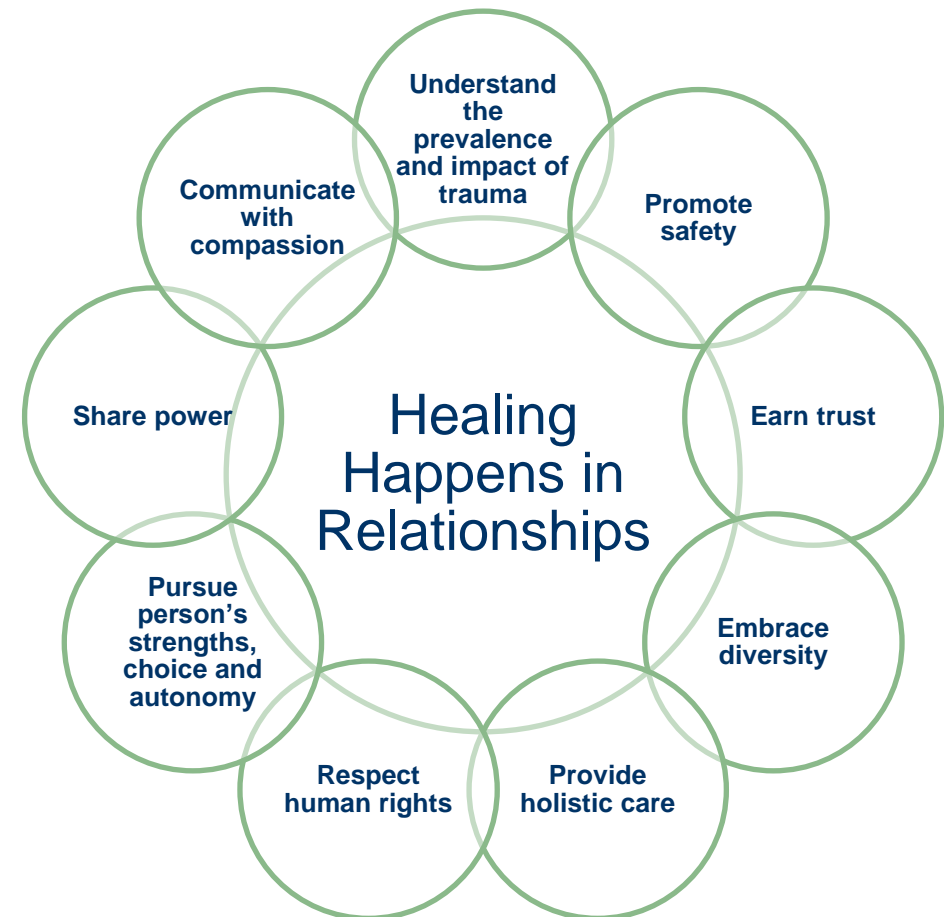 Understand
the
prevalence
and impact of
trauma
Promote
safety
Earn trust
Embrace
diversity
Provide
holistic care
Respect
human rights
Pursue
person’s
strengths,
choice and
autonomy
Share power
Communicate
with
compassion
Healing
Happens in
Relationships